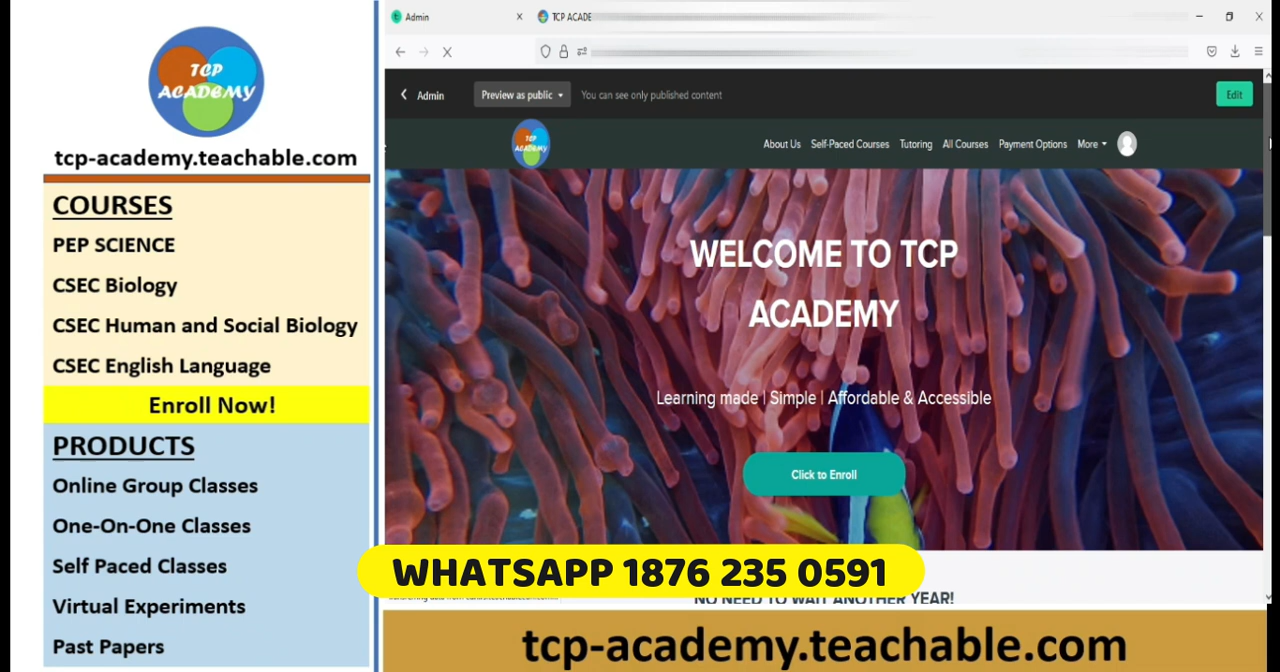 TCP
ACADEMY
tcp-academy.teachable.com
COURSES
PEP SCIENCE
CSEC Biology
CSEC Human and Social Biology
CSEC English Language
Enroll Now!
PRODUCTS
Online Group Classes
One-On-One Classes
Self Paced Classes
Virtual Experiments
Past Papers
Admin
TCP ACADE
Admin
Preview as public
You can see only published content
Edit
TCP
ACADEMY
About Us
Self-Paced Courses
Tutoring
All Courses
Payment Options
More
WELCOME TO TCP
ACADEMY
Learning made | Simple | Affordable & Accessible
Click to Enroll
WHATSAPP 1876 235 0591
NO NEED TO WAIT ANOTHER YEAR!
tcp-academy.teachable.com